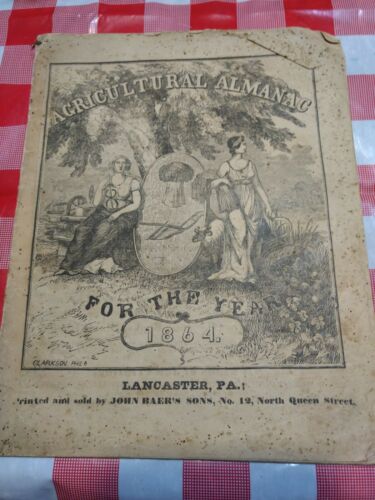 AGRICULTURAL ALMANAC
FOR THE YEAR
1864.
CLARKSON PHILA
LANCASTER, PA.:
Printed and sold by JOHN BAER'S SONS, No. 12, North Queen Street.